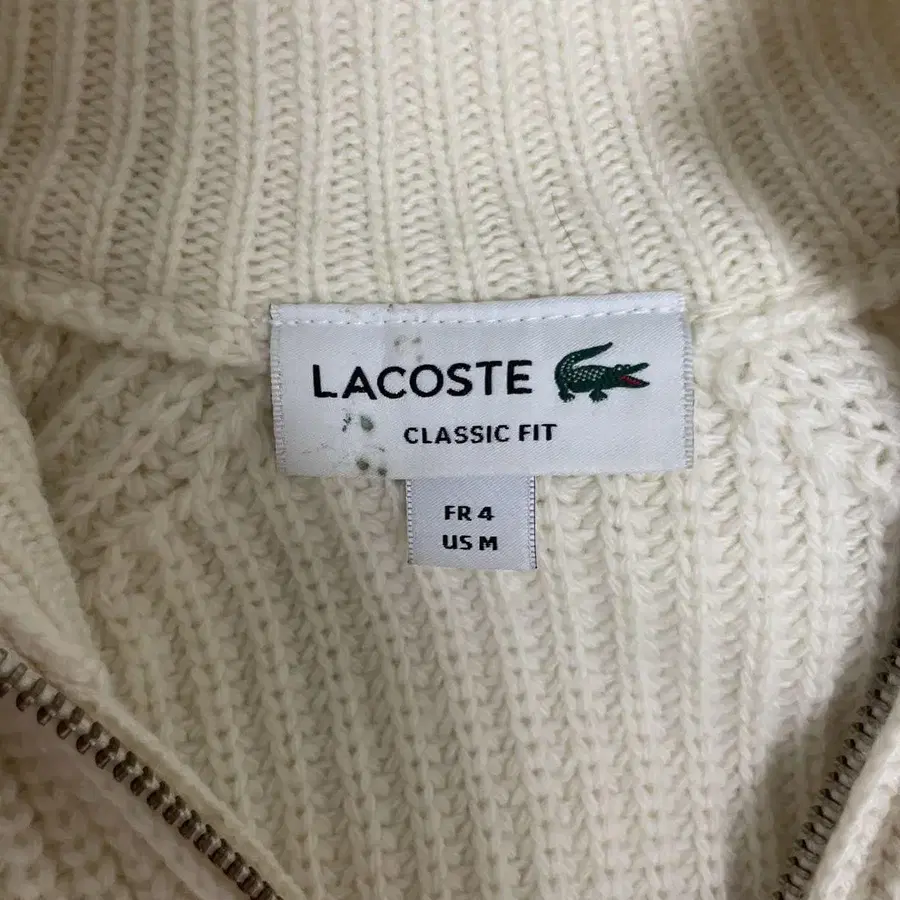 LACOSTE
CLASSIC FIT
FR 4
US M